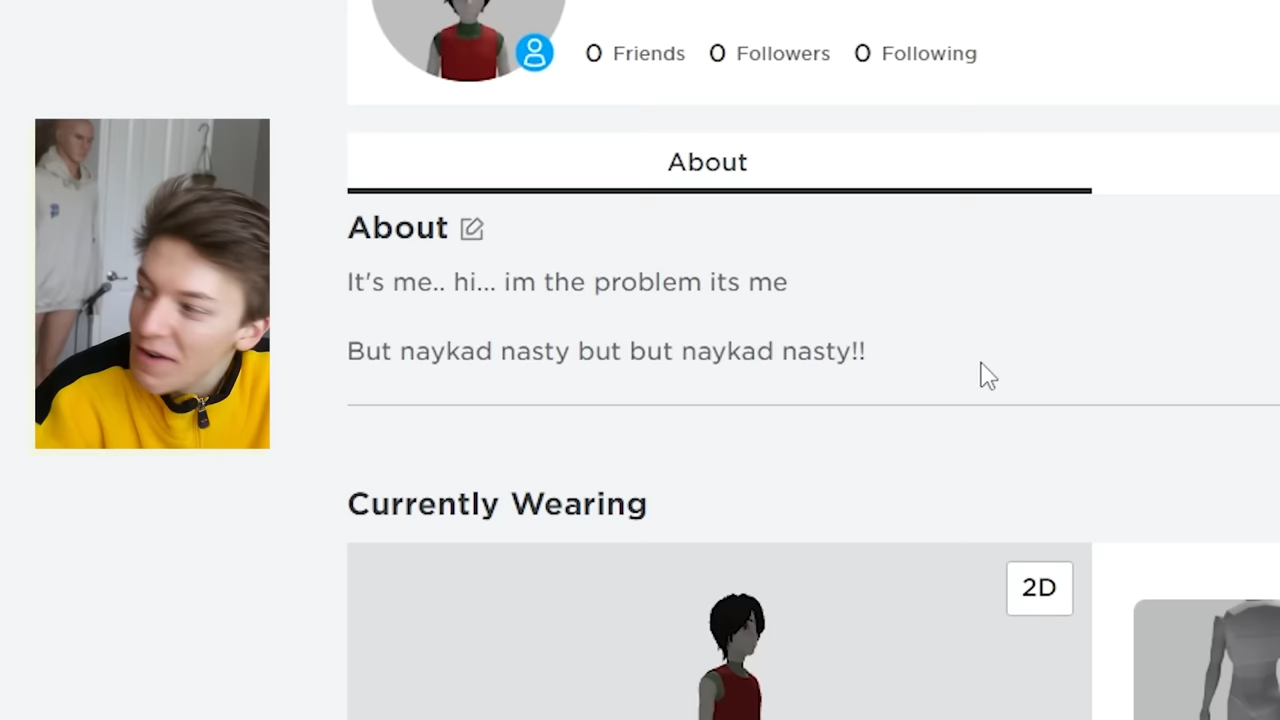 0 Friends 0 Followers 0 Following
About
About
It's me.. hi... im the problem its me
But naykad nasty but but naykad nasty!!
Currently Wearing
2D